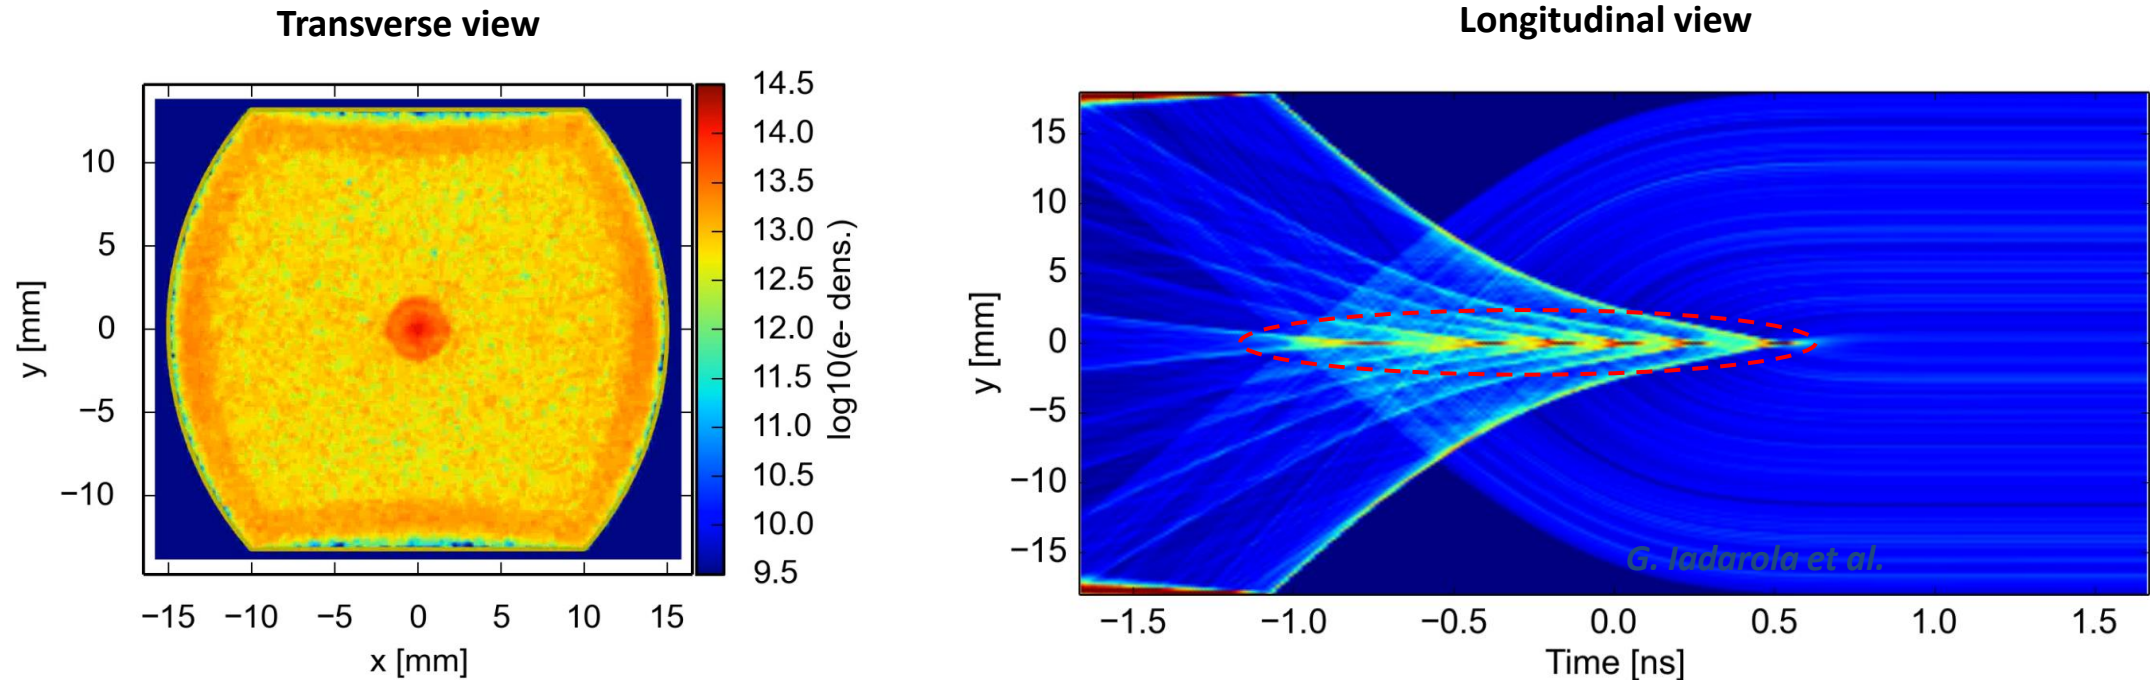 Transverse view
Longitudinal view
y [mm]
10
5
0
−5
−10
−15 −10 −5 0 5 10 15
x [mm]
14.5
14.0
13.5
13.0
12.5
12.0
11.5
11.0
10.5
10.0
9.5
log10(e- dens.)
y [mm]
15
10
5
0
−5
−10
−15
G. Iadarola et al.
−1.5 −1.0 −0.5 0.0 0.5 1.0 1.5
Time [ns]